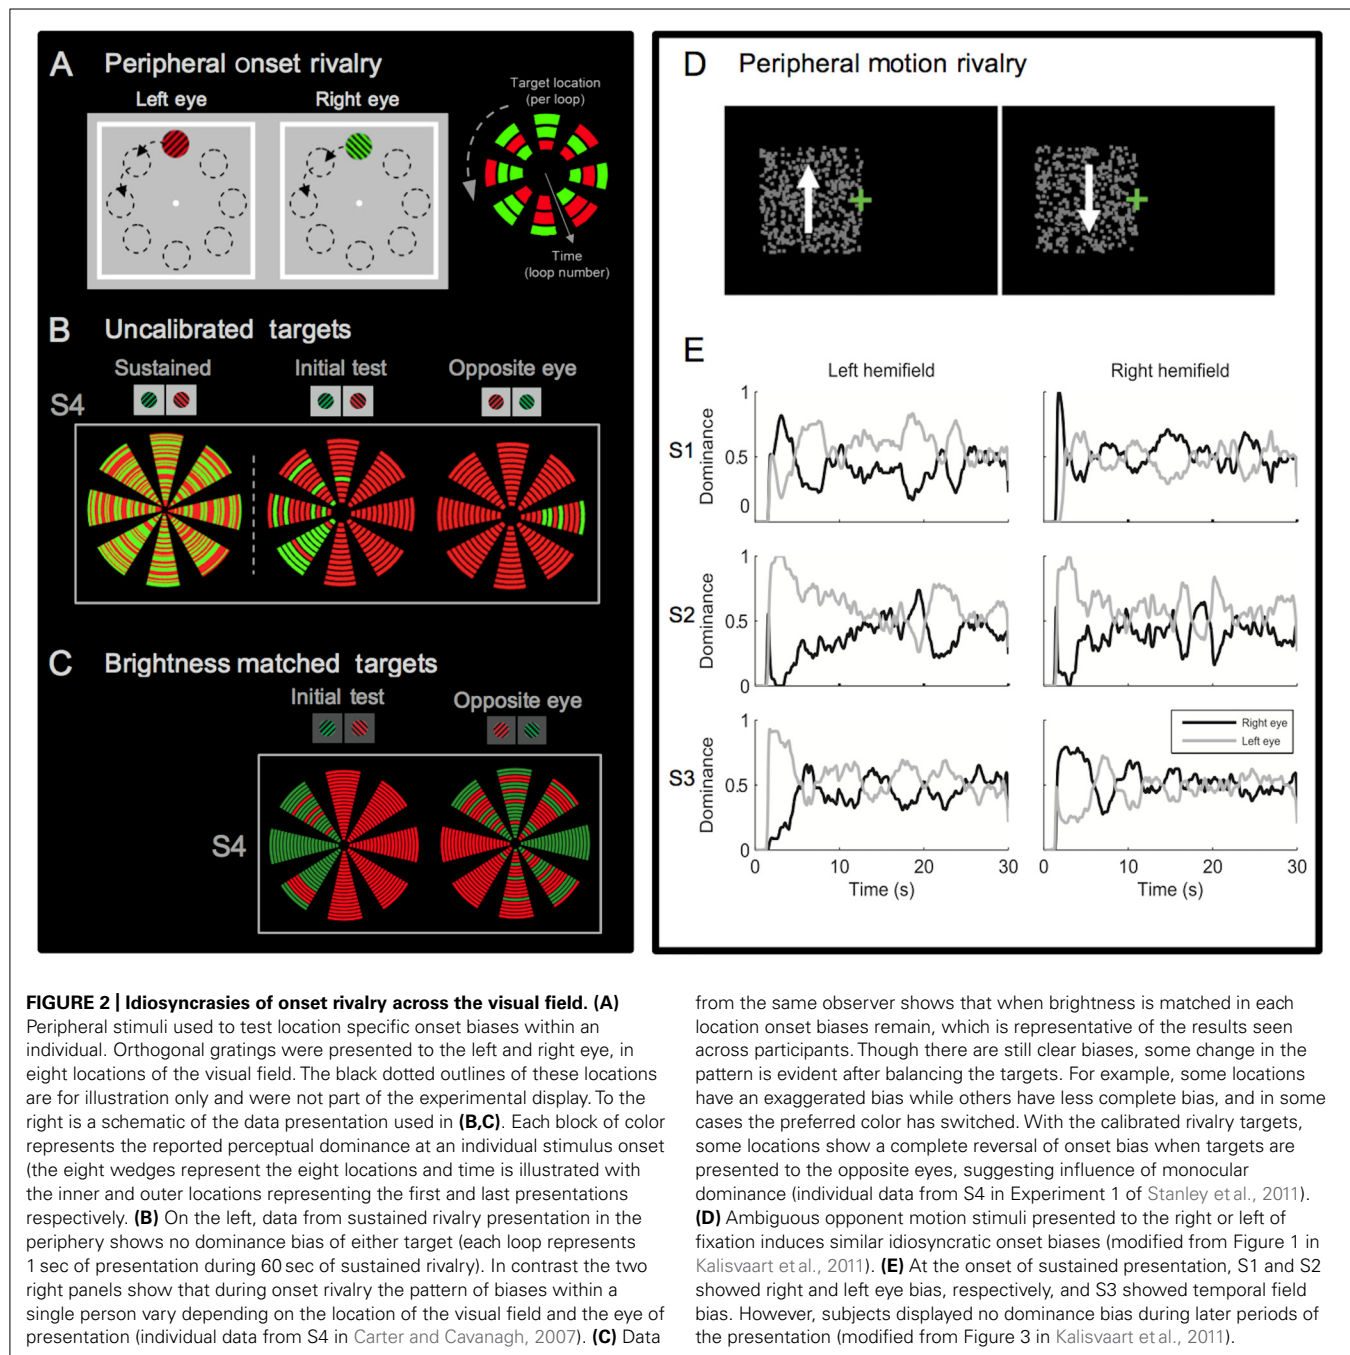 A Peripheral onset rivalry
Left eye
Right eye
Target location
(per loop)
Time
(loop number)
B Uncalibrated targets
Sustained
Initial test
Opposite eye
S4
C Brightness matched targets
Initial test
Opposite eye
S4
D Peripheral motion rivalry
E
Left hemifield
Right hemifield
S1
Dominance
1
0.5
0
S2
Dominance
1
0.5
0
S3
Dominance
1
0.5
0
Right eye
Left eye
0 10 20 30
0 10 20 30
Time (s)
Time (s)
FIGURE 2 | Idiosyncrasies of onset rivalry across the visual field. (A)
Peripheral stimuli used to test location specific onset biases within an
individual. Orthogonal gratings were presented to the left and right eye, in
eight locations of the visual field. The black dotted outlines of these locations
are for illustration only and were not part of the experimental display. To the
right is a schematic of the data presentation used in (B,C). Each block of color
represents the reported perceptual dominance at an individual stimulus onset
(the eight wedges represent the eight locations and time is illustrated with
the inner and outer locations representing the first and last presentations
respectively. (B) On the left, data from sustained rivalry presentation in the
periphery shows no dominance bias of either target (each loop represents
1 sec of presentation during 60 sec of sustained rivalry). In contrast the two
right panels show that during onset rivalry the pattern of biases within a
single person vary depending on the location of the visual field and the eye of
presentation (individual data from S4 in Carter and Cavanagh, 2007). (C) Data
from the same observer shows that when brightness is matched in each
location onset biases remain, which is representative of the results seen
across participants. Though there are still clear biases, some change in the
pattern is evident after balancing the targets. For example, some locations
have an exaggerated bias while others have less complete bias, and in some
cases the preferred color has switched. With the calibrated rivalry targets,
some locations show a complete reversal of onset bias when targets are
presented to the opposite eyes, suggesting influence of monocular
dominance (individual data from S4 in Experiment 1 of Stanley et al., 2011).
(D) Ambiguous opponent motion stimuli presented to the right or left of
fixation induces similar idiosyncratic onset biases (modified from Figure 1 in
Kalisvaart et al., 2011). (E) At the onset of sustained presentation, S1 and S2
showed right and left eye bias, respectively, and S3 showed temporal field
bias. However, subjects displayed no dominance bias during later periods of
the presentation (modified from Figure 3 in Kalisvaart et al., 2011).